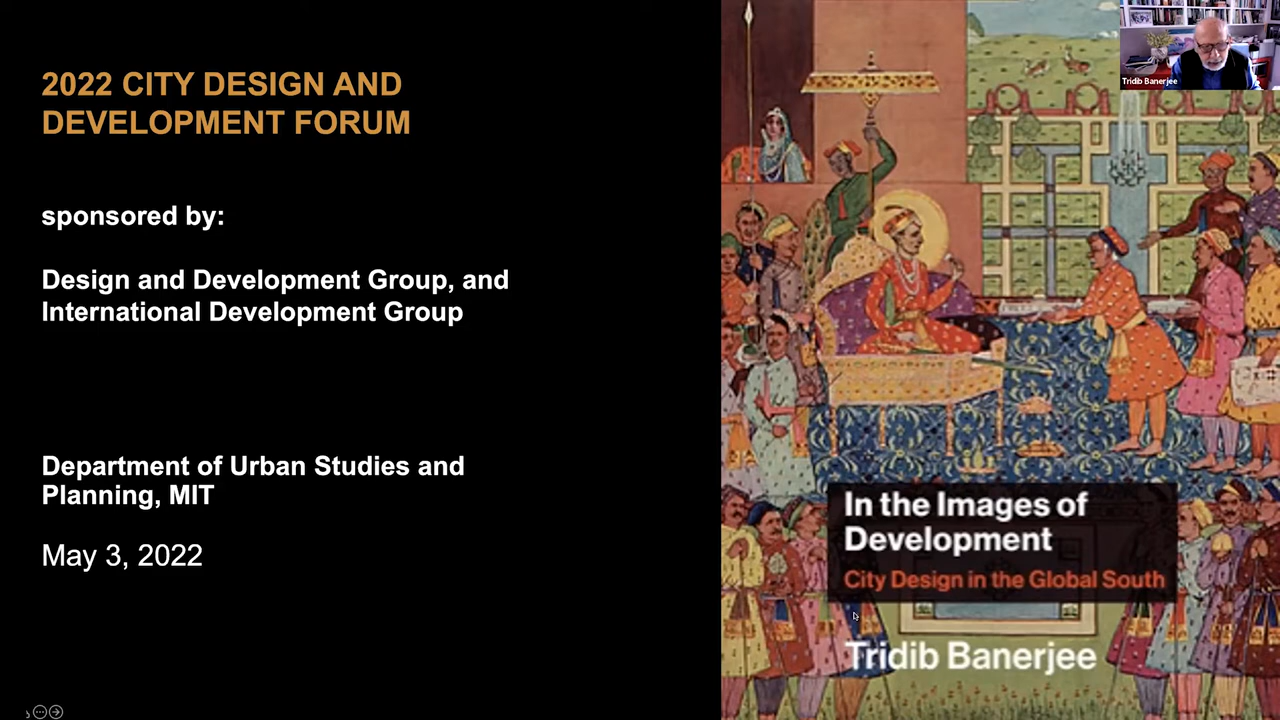 2022 CITY DESIGN AND
DEVELOPMENT FORUM
sponsored by:
Design and Development Group, and
International Development Group
Department of Urban Studies and
Planning, MIT
May 3, 2022
Tridib Banerjee
In the Images of
Development
City Design in the Global South
Tridib Banerjee